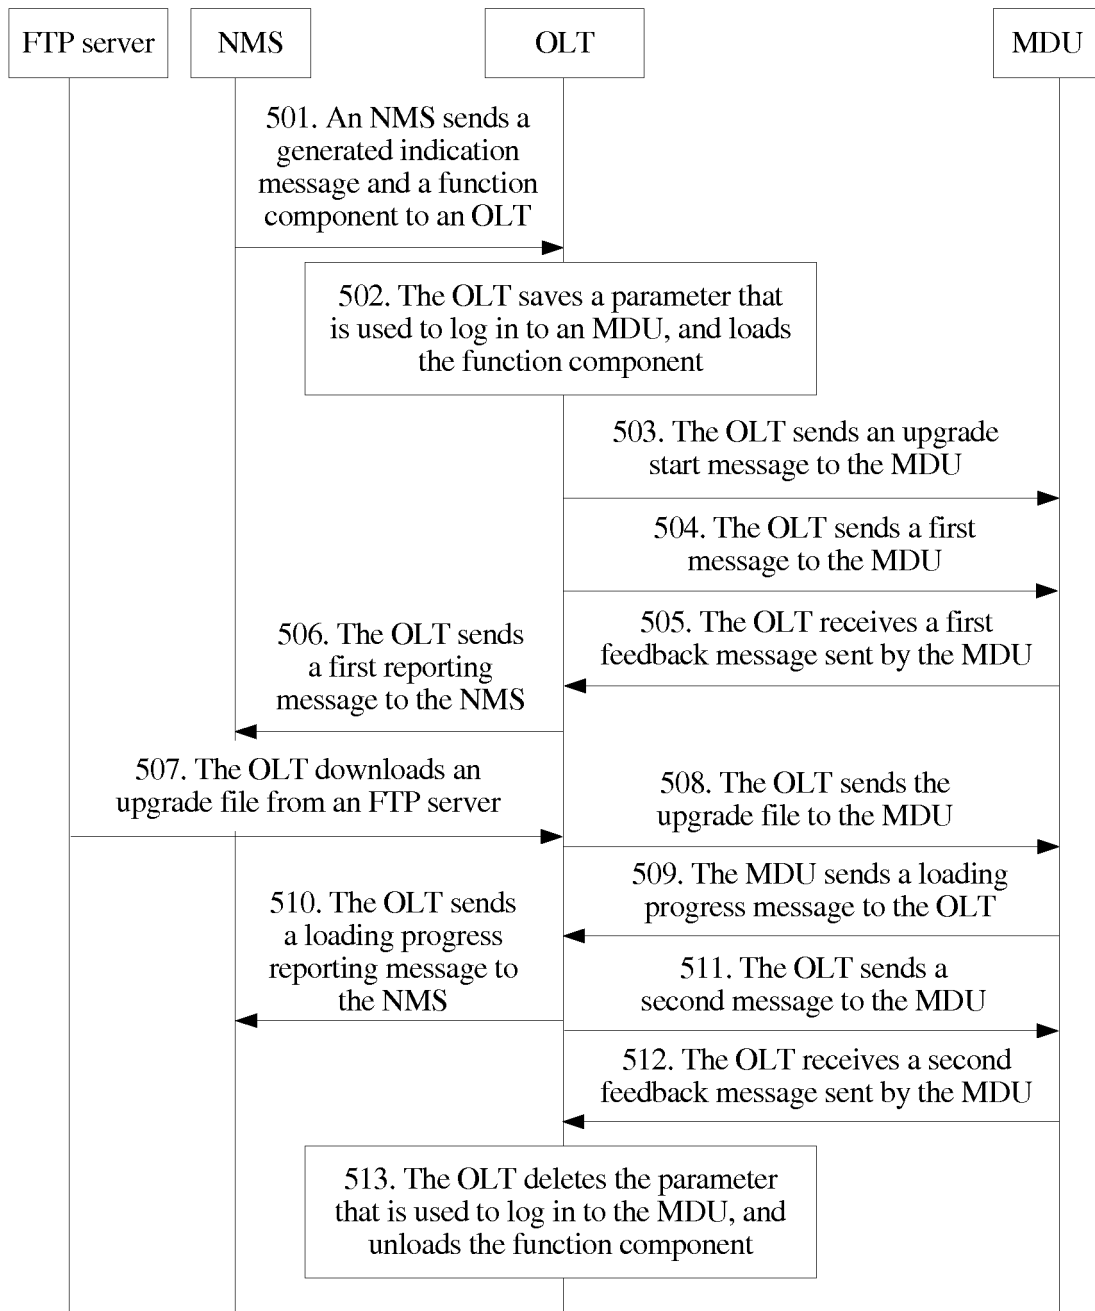 FTP server
NMS
OLT
MDU
501. An NMS sends a
generated indication
message and a function
component to an OLT
502. The OLT saves a parameter that
is used to log in to an MDU, and loads
the function component
503. The OLT sends an upgrade
start message to the MDU
504. The OLT sends a first
message to the MDU
505. The OLT receives a first
feedback message sent by the MDU
506. The OLT sends
a first reporting
message to the NMS
507. The OLT downloads an
upgrade file from an FTP server
508. The OLT sends the
upgrade file to the MDU
509. The MDU sends a loading
progress message to the OLT
510. The OLT sends
a loading progress
reporting message to
the NMS
511. The OLT sends a
second message to the MDU
512. The OLT receives a second
feedback message sent by the MDU
513. The OLT deletes the parameter
that is used to log in to the MDU, and
unloads the function component